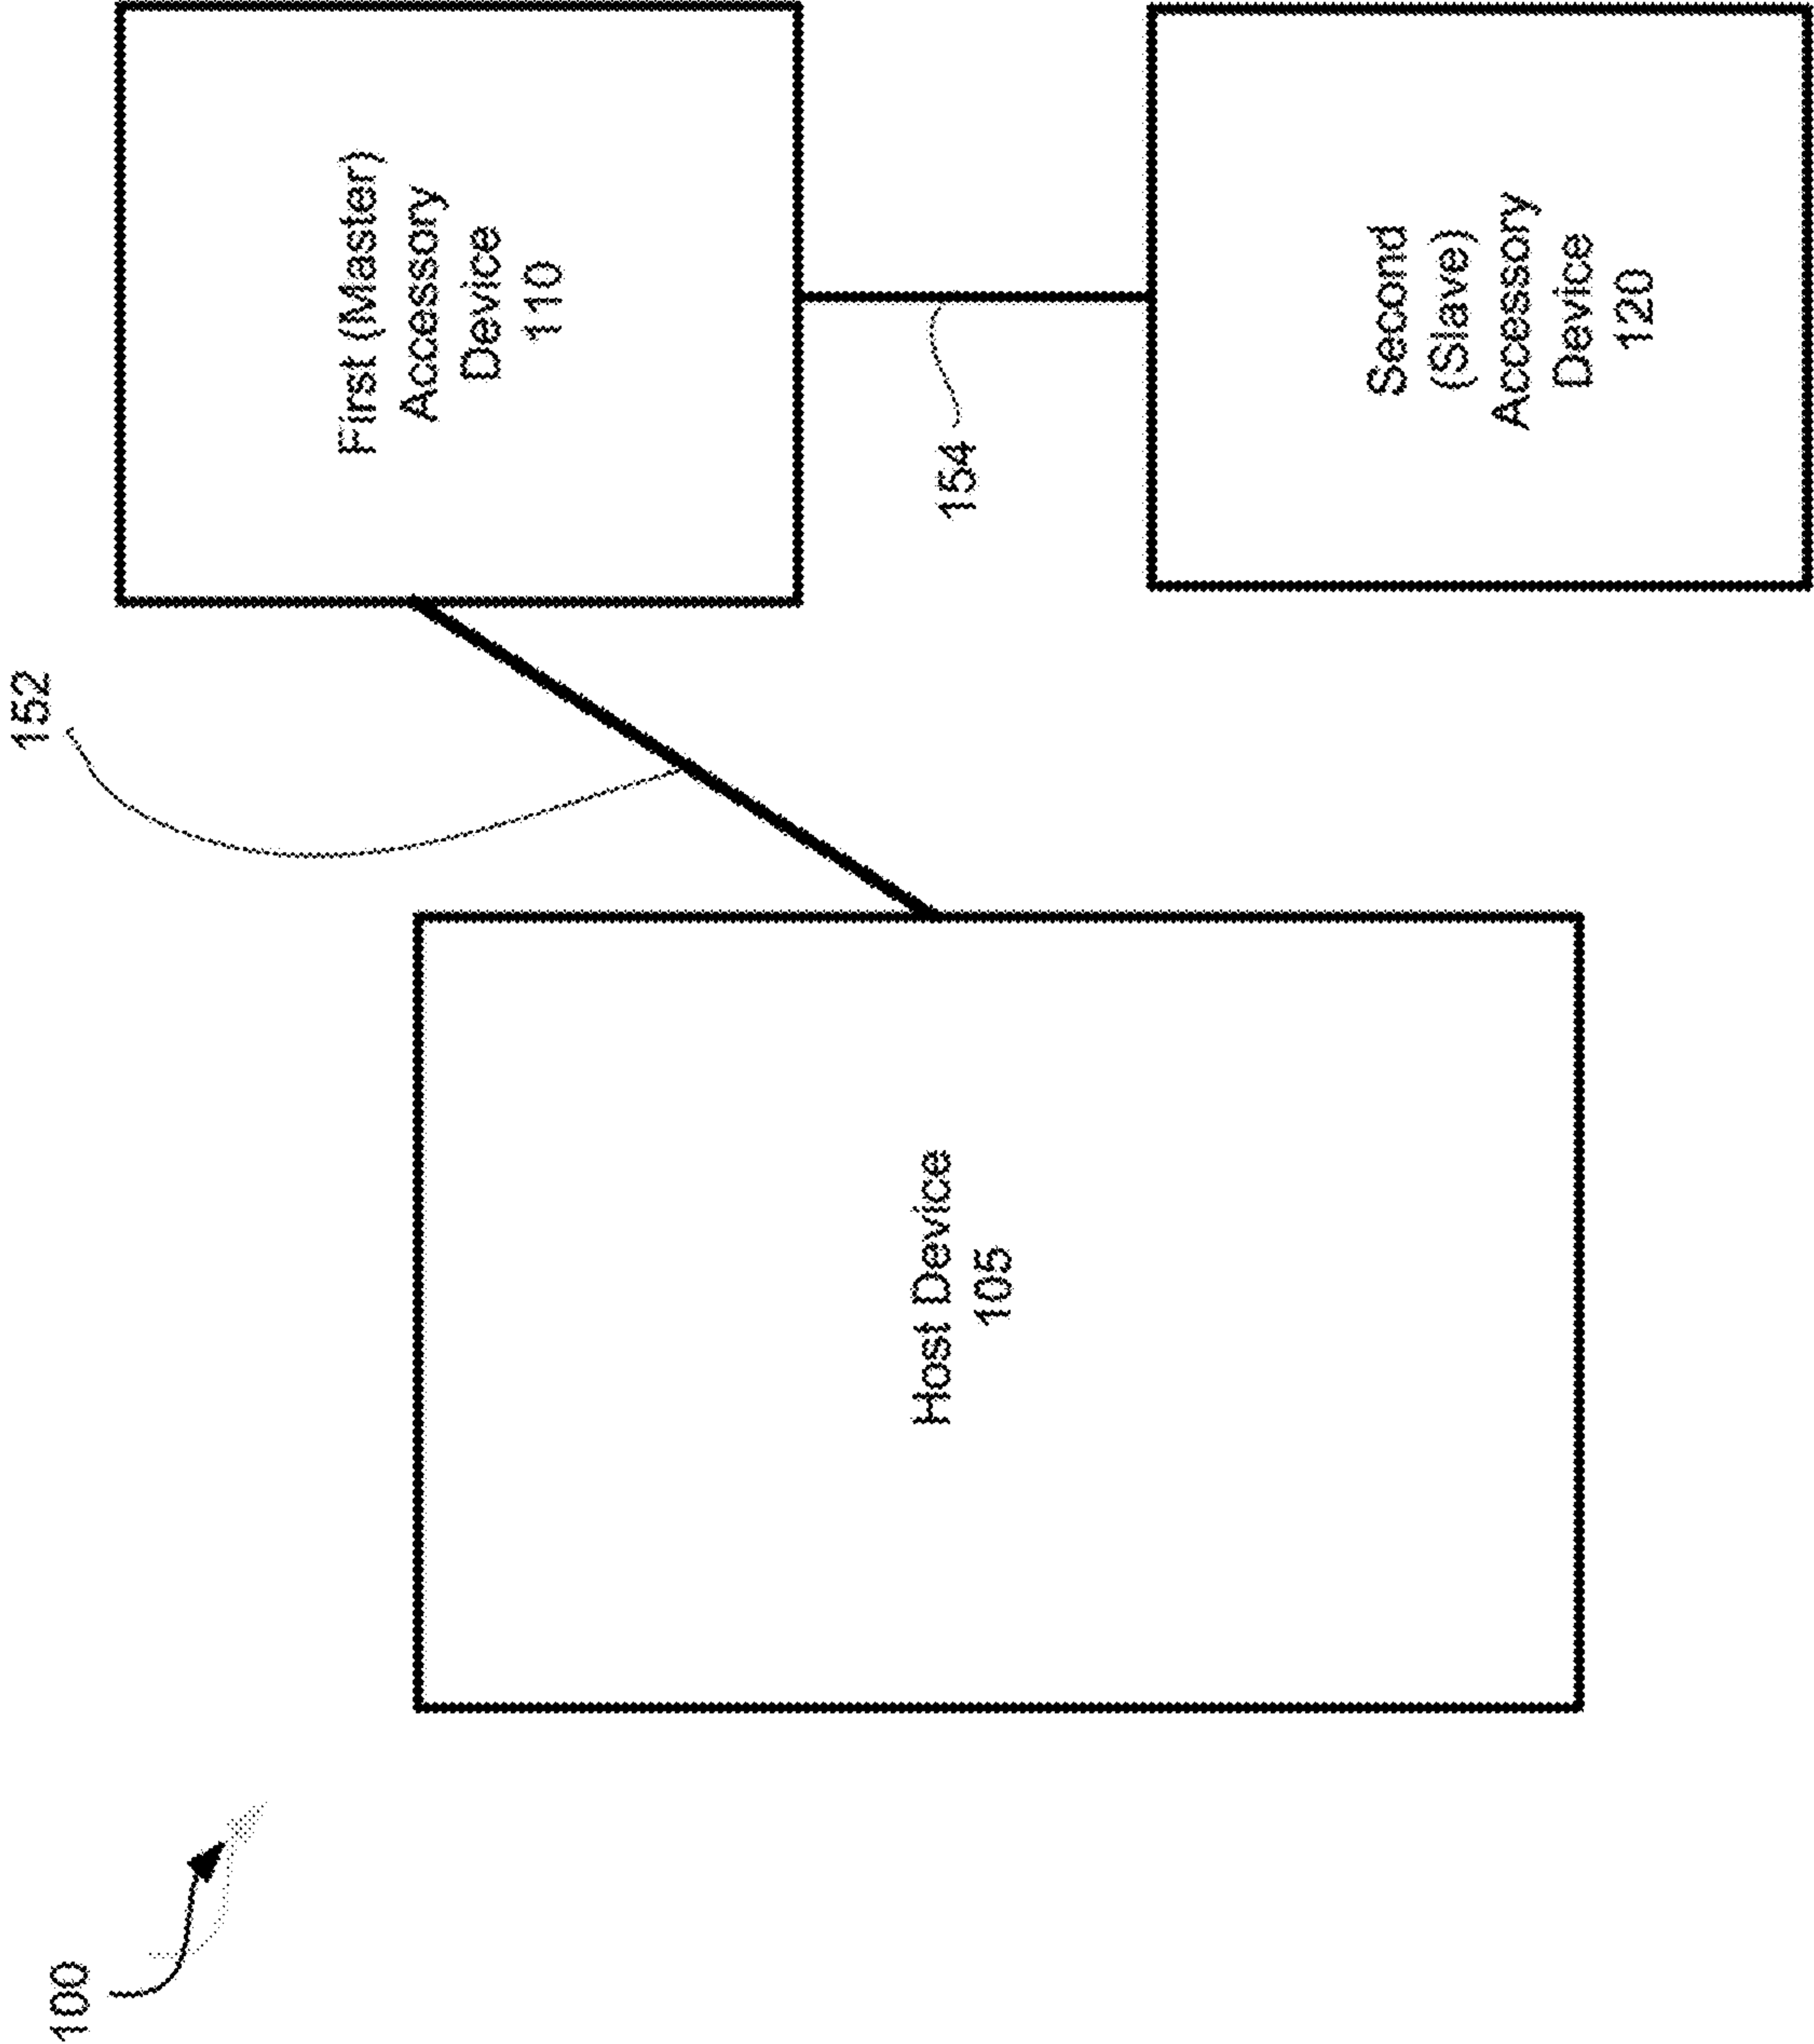 100
Host Device
105
152
First (Master)
Accessory
Device
110
154
Second
(Slave)
Accessory
Device
120